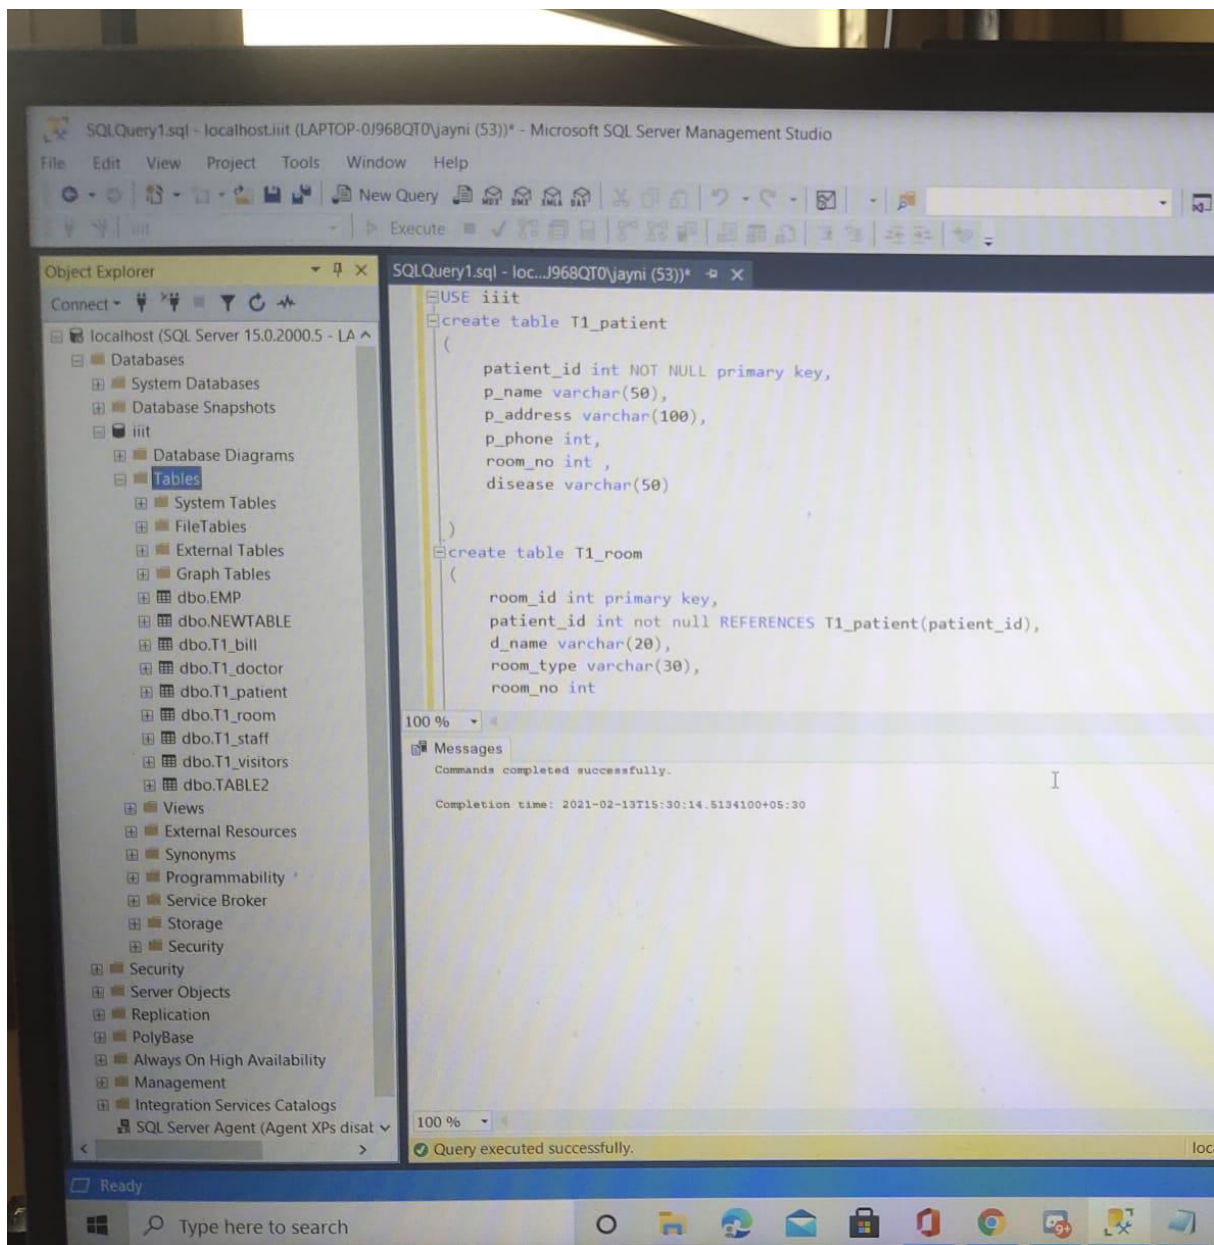 SQLQuery1.sql - localhost.iiit (LAPTOP-0J968QT0\jayni (53))* - Microsoft SQL Server Management Studio
File Edit View Project Tools Window Help
New Query
Execute
Object Explorer
Connect
localhost (SQL Server 15.0.2000.5 - LA
Databases
System Databases
Database Snapshots
iiit
Database Diagrams
Tables
System Tables
FileTables
External Tables
Graph Tables
dbo.EMP
dbo.NEWTABLE
dbo.T1_bill
dbo.T1_doctor
dbo.T1_patient
dbo.T1_room
dbo.T1_staff
dbo.T1_visitors
dbo.TABLE2
Views
External Resources
Synonyms
Programmability
Service Broker
Storage
Security
Security
Server Objects
Replication
PolyBase
Always On High Availability
Management
Integration Services Catalogs
SQL Server Agent (Agent XPs disat
SQLQuery1.sql - loc...J968QT0\jayni (53))*
USE iiit
create table T1_patient
(
patient_id int NOT NULL primary key,
p_name varchar(50),
p_address varchar(100),
p_phone int,
room_no int ,
disease varchar(50)
)
create table T1_room
(
room_id int primary key,
patient_id int not null REFERENCES T1_patient(patient_id),
d_name varchar(20),
room_type varchar(30),
room_no int
100 %
Messages
Commands completed successfully.
Completion time: 2021-02-13T15:30:14.5134100+05:30
100 %
Query executed successfully.
loc
Ready
Type here to search